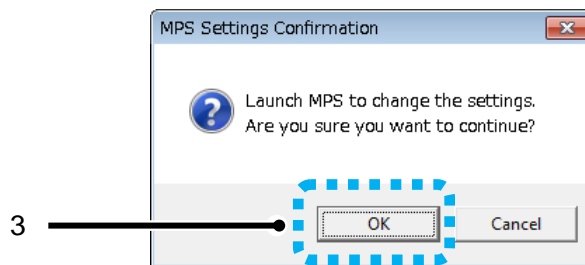 MPS Settings Confirmation
Launch MPS to change the settings.
Are you sure you want to continue?
3
OK
Cancel